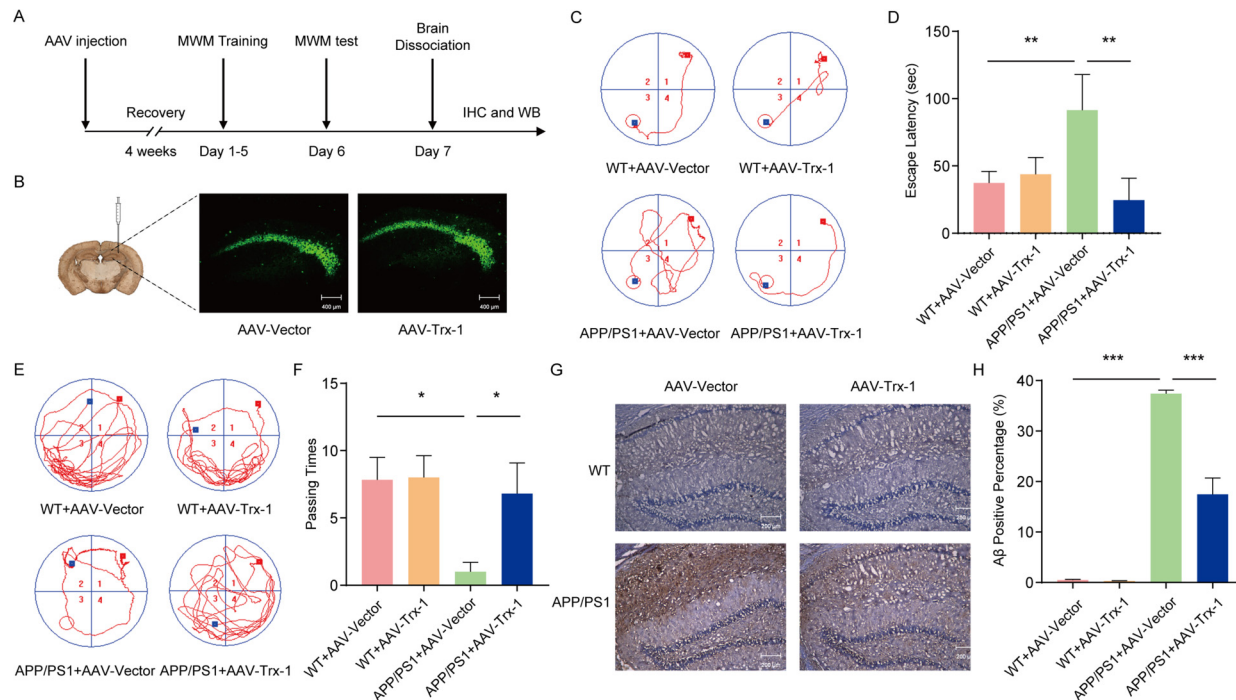 A
AAV injection
MWM Training
MWM test
Brain
Dissociation
Recovery
IHC and WB
4 weeks
Day 1-5
Day 6
Day 7
B
400 μm
400 μm
AAV-Vector
AAV-Trx-1
C
2 1
3 4
2 1
3 4
WT+AAV-Vector
WT+AAV-Trx-1
2 1
3 4
2 1
3 4
APP/PS1+AAV-Vector
APP/PS1+AAV-Trx-1
D
Escape Latency (sec)
150
100
50
0
**
**
WT+AAV-Vector
WT+AAV-Trx-1
APP/PS1+AAV-Vector
APP/PS1+AAV-Trx-1
E
2 1
3 4
2 1
3 4
WT+AAV-Vector
WT+AAV-Trx-1
2 1
3 4
2 1
3 4
APP/PS1+AAV-Vector
APP/PS1+AAV-Trx-1
F
Passing Times
15
10
5
0
*
*
WT+AAV-Vector
WT+AAV-Trx-1
APP/PS1+AAV-Vector
APP/PS1+AAV-Trx-1
G
AAV-Vector
AAV-Trx-1
WT
APP/PS1
200 μm
200 μm
200 μm
H
Aβ Positive Percentage (%)
40
30
20
10
0
***
***
WT+AAV-Vector
WT+AAV-Trx-1
APP/PS1+AAV-Vector
APP/PS1+AAV-Trx-1